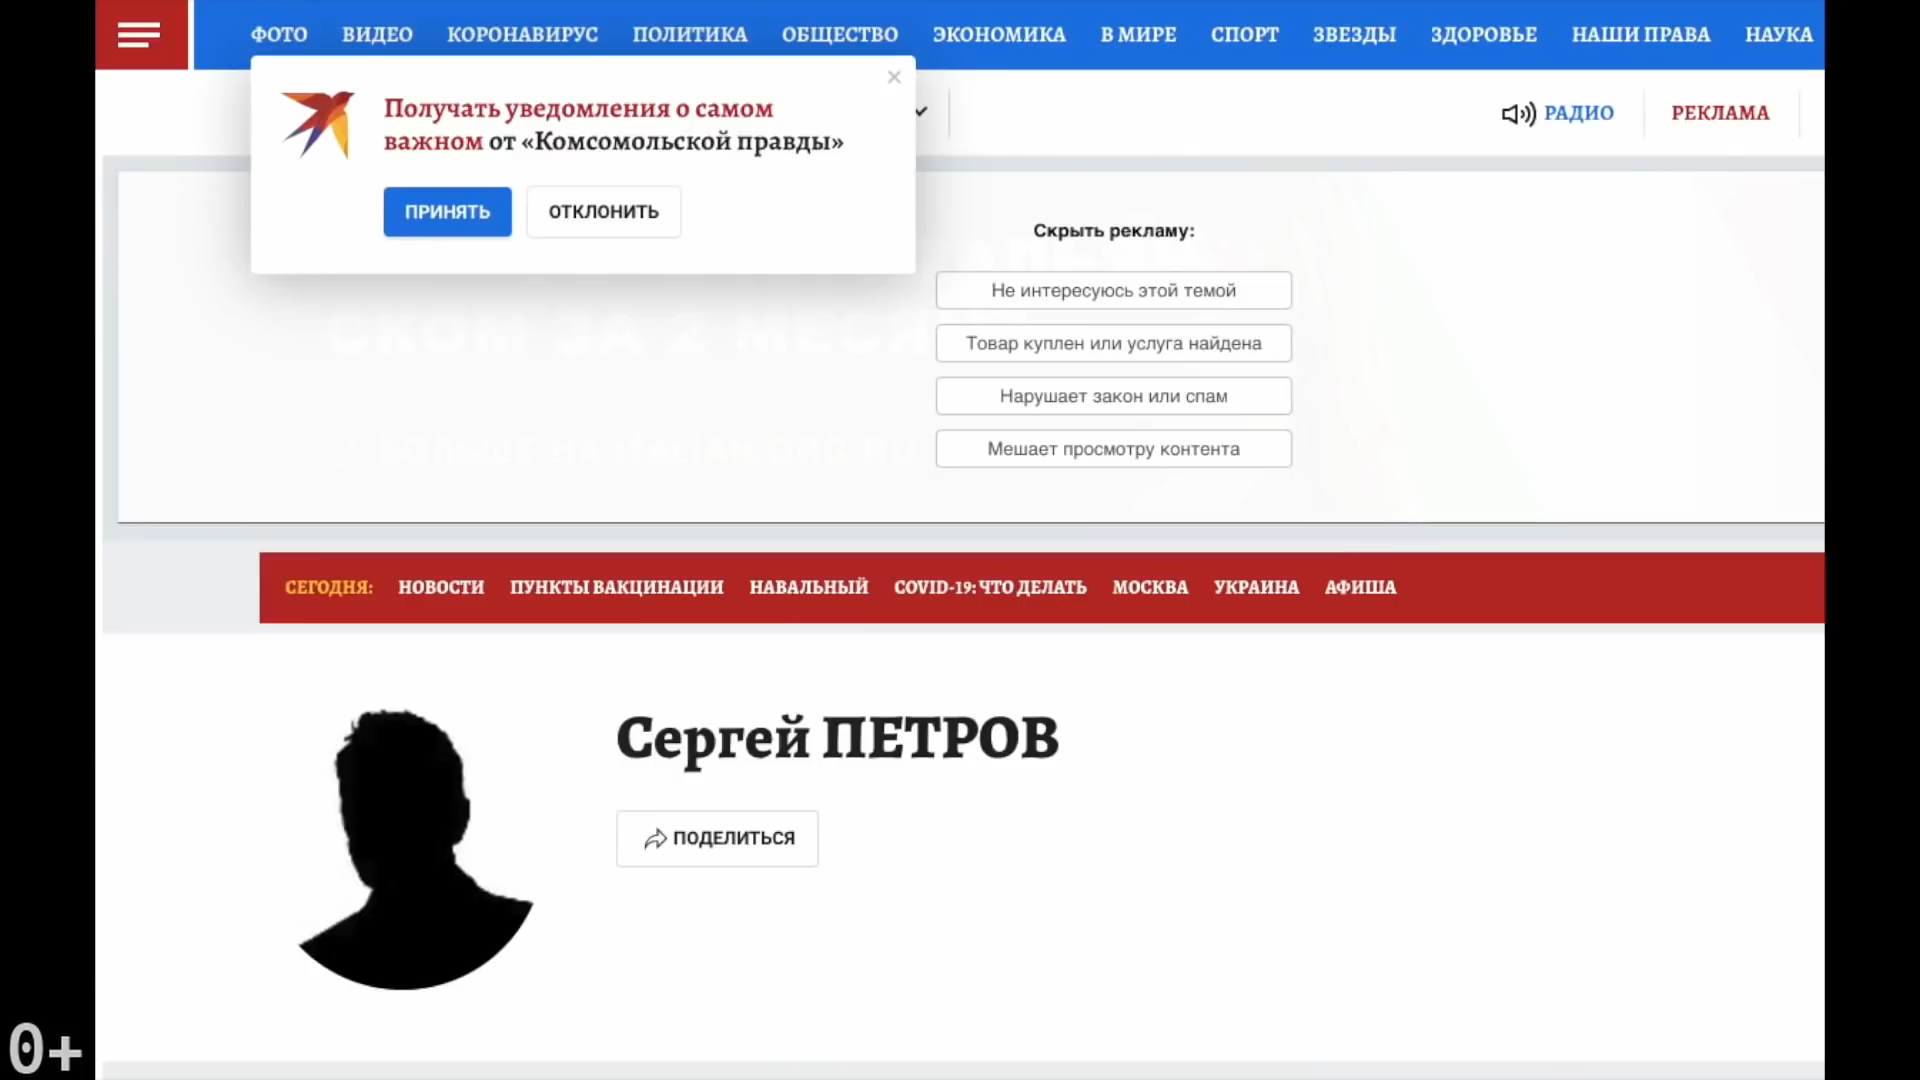 ФОТО ВИДЕО КОРОНАВИРУС ПОЛИТИКА ОБЩЕСТВО ЭКОНОМИКА В МИРЕ СПОРТ ЗВЕЗДЫ ЗДОРОВЬЕ НАШИ ПРАВА НАУКА
Получать уведомления о самом
важном от «Комсомольской правды»
ПРИНЯТЬ ОТКЛОНИТЬ
РАДИО РЕКЛАМА
Скрыть рекламу:
Не интересуюсь этой темой
Товар куплен или услуга найдена
Нарушает закон или спам
Мешает просмотру контента
СЕГОДНЯ: НОВОСТИ ПУНКТЫ ВАКЦИНАЦИИ НАВАЛЬНЫЙ COVID-19: ЧТО ДЕЛАТЬ МОСКВА УКРАИНА АФИША
Сергей ПЕТРОВ
ПОДЕЛИТЬСЯ
0+